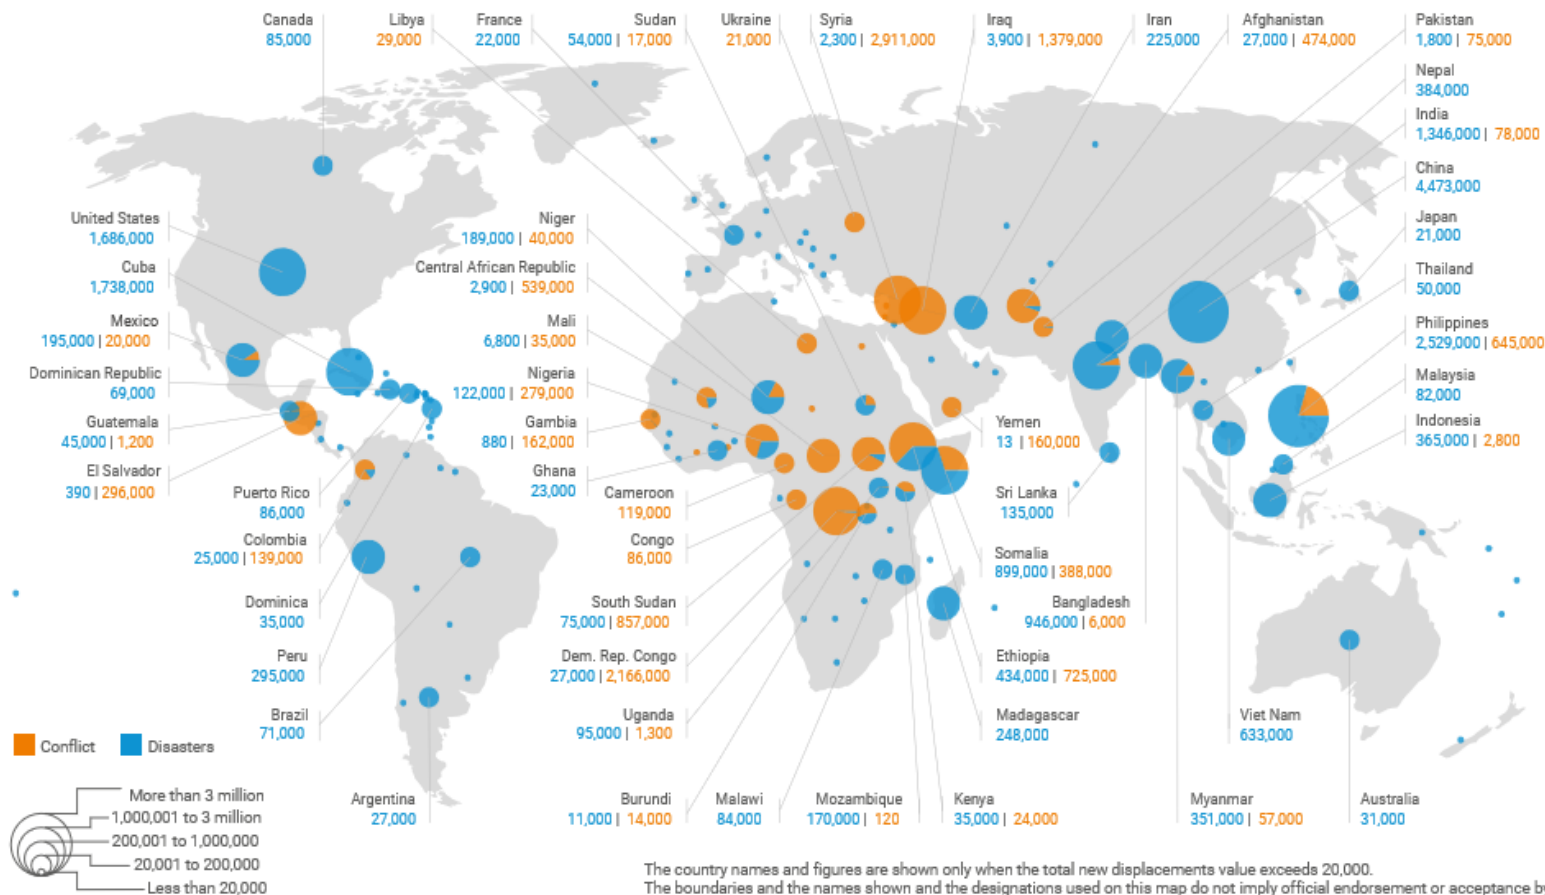 Canada
85,000
Libya
29,000
France
22,000
Sudan
54,000 | 17,000
Ukraine
21,000
Syria
2,300 | 2,911,000
Iraq
3,900 | 1,379,000
Iran
225,000
Afghanistan
27,000 | 474,000
Pakistan
1,800 | 75,000
Nepal
384,000
India
1,346,000 | 78,000
China
4,473,000
Japan
21,000
Thailand
50,000
Philippines
2,529,000 | 645,000
Malaysia
82,000
Indonesia
365,000 | 2,800
United States
1,686,000
Cuba
1,738,000
Mexico
195,000 | 20,000
Dominican Republic
69,000
Guatemala
45,000 | 1,200
El Salvador
390 | 296,000
Puerto Rico
86,000
Colombia
25,000 | 139,000
Dominica
35,000
Peru
295,000
Brazil
71,000
Argentina
27,000
Niger
189,000 | 40,000
Central African Republic
2,900 | 539,000
Mali
6,800 | 35,000
Nigeria
122,000 | 279,000
Gambia
880 | 162,000
Ghana
23,000
Cameroon
119,000
Congo
86,000
South Sudan
75,000 | 857,000
Dem. Rep. Congo
27,000 | 2,166,000
Uganda
95,000 | 1,300
Burundi
11,000 | 14,000
Malawi
84,000
Mozambique
170,000 | 120
Kenya
35,000 | 24,000
Yemen
13 | 160,000
Sri Lanka
135,000
Somalia
899,000 | 388,000
Bangladesh
946,000 | 6,000
Ethiopia
434,000 | 725,000
Madagascar
248,000
Viet Nam
633,000
Myanmar
351,000 | 57,000
Australia
31,000
Conflict
Disasters
More than 3 million
1,000,001 to 3 million
200,001 to 1,000,000
20,001 to 200,000
Less than 20,000
The country names and figures are shown only when the total new displacements value exceeds 20,000.
The boundaries and the names shown and the designations used on this map do not imply official endorsement or acceptance b